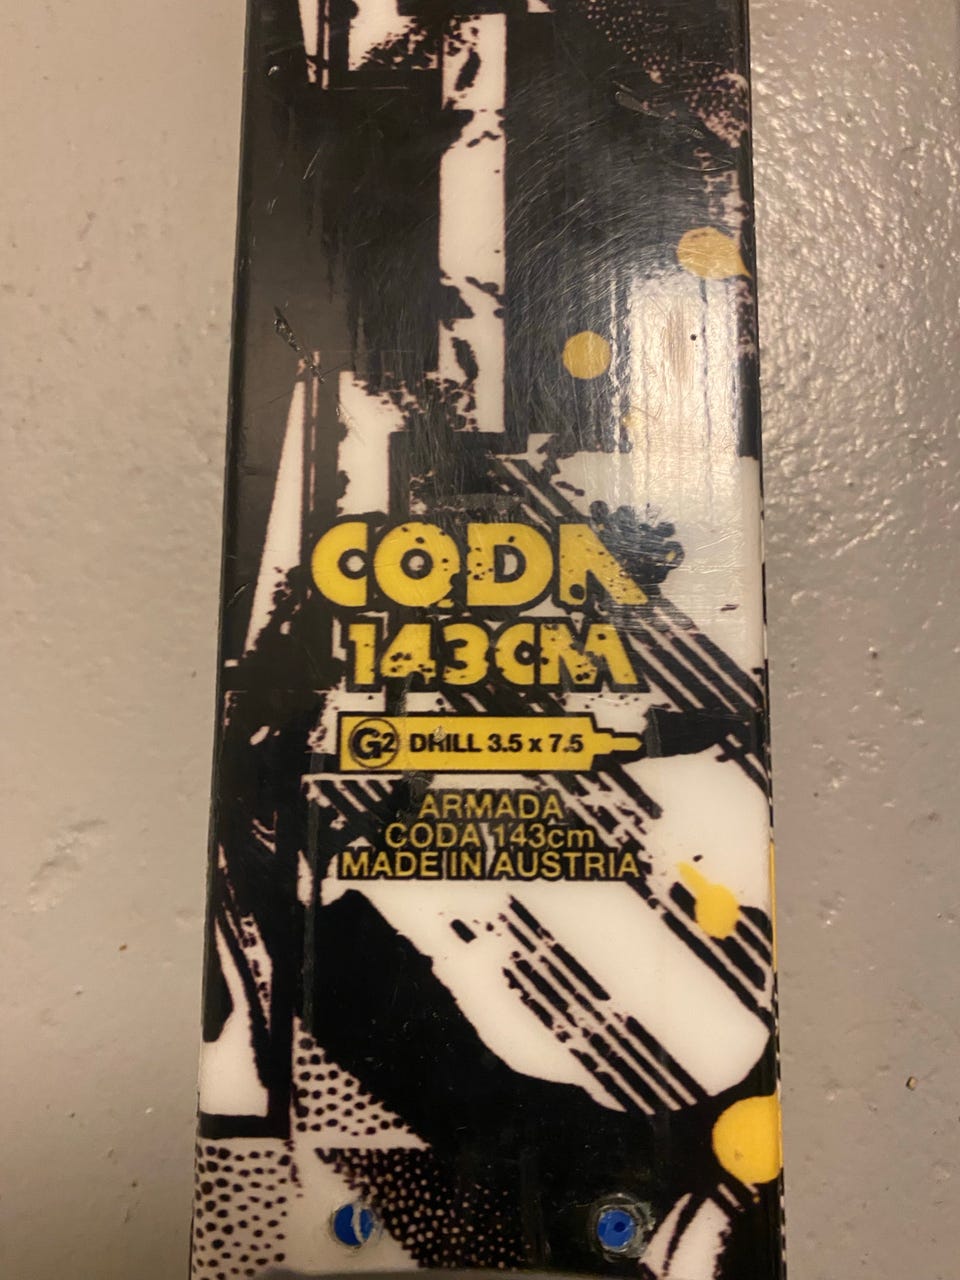 CODA
143CM
G2 DRILL 3.5 x 7.5
ARMADA
CODA 143cm
MADE IN AUSTRIA